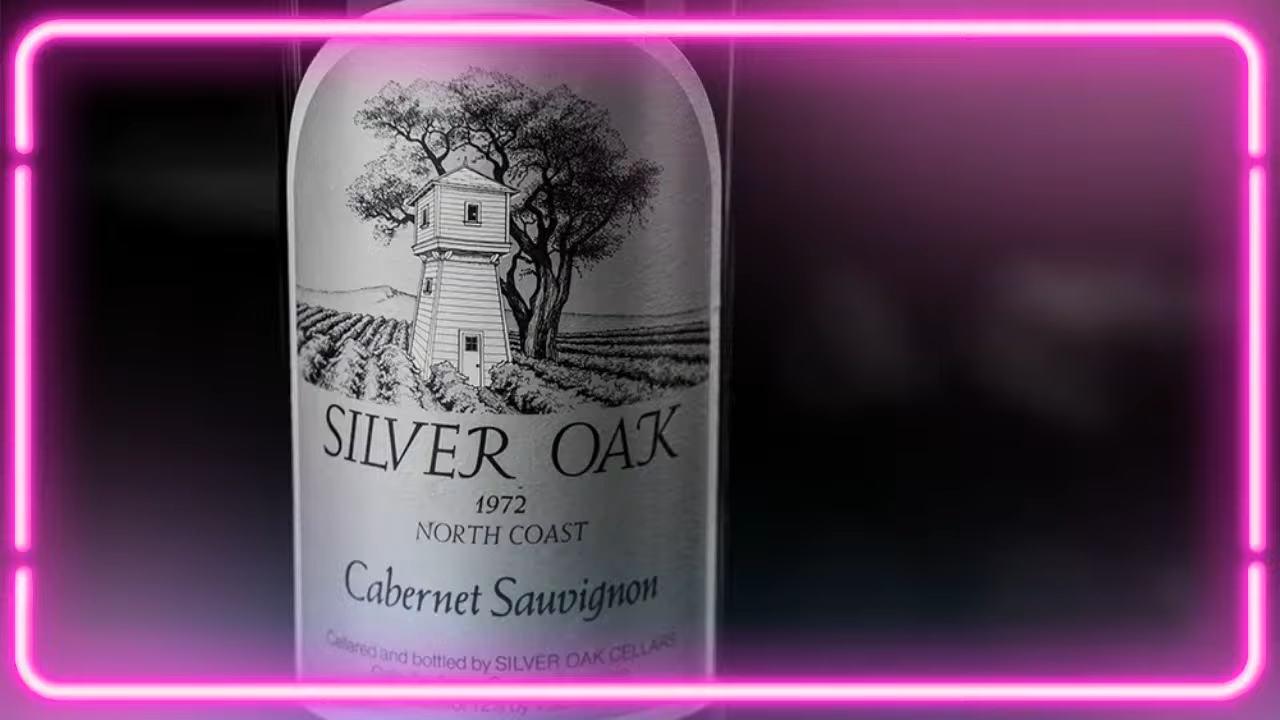 SILVER OAK
1972
NORTH COAST
Cabernet Sauvignon
Cellared and bottled by SILVER OAK CELLARS